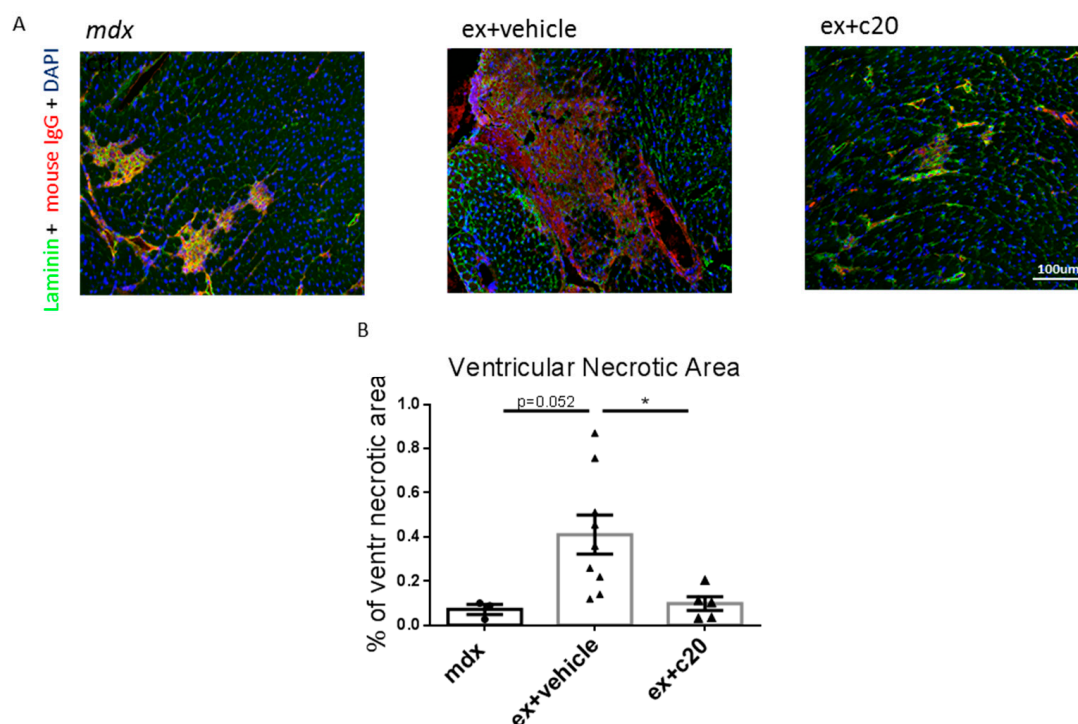 A
mdx
ex+vehicle
ex+c20
Laminin + mouse IgG + DAPI
100um
B
Ventricular Necrotic Area
p=0.052
*
% of ventr necrotic area
1.0
0.8
0.6
0.4
0.2
0.0
mdx
ex+vehicle
ex+c20